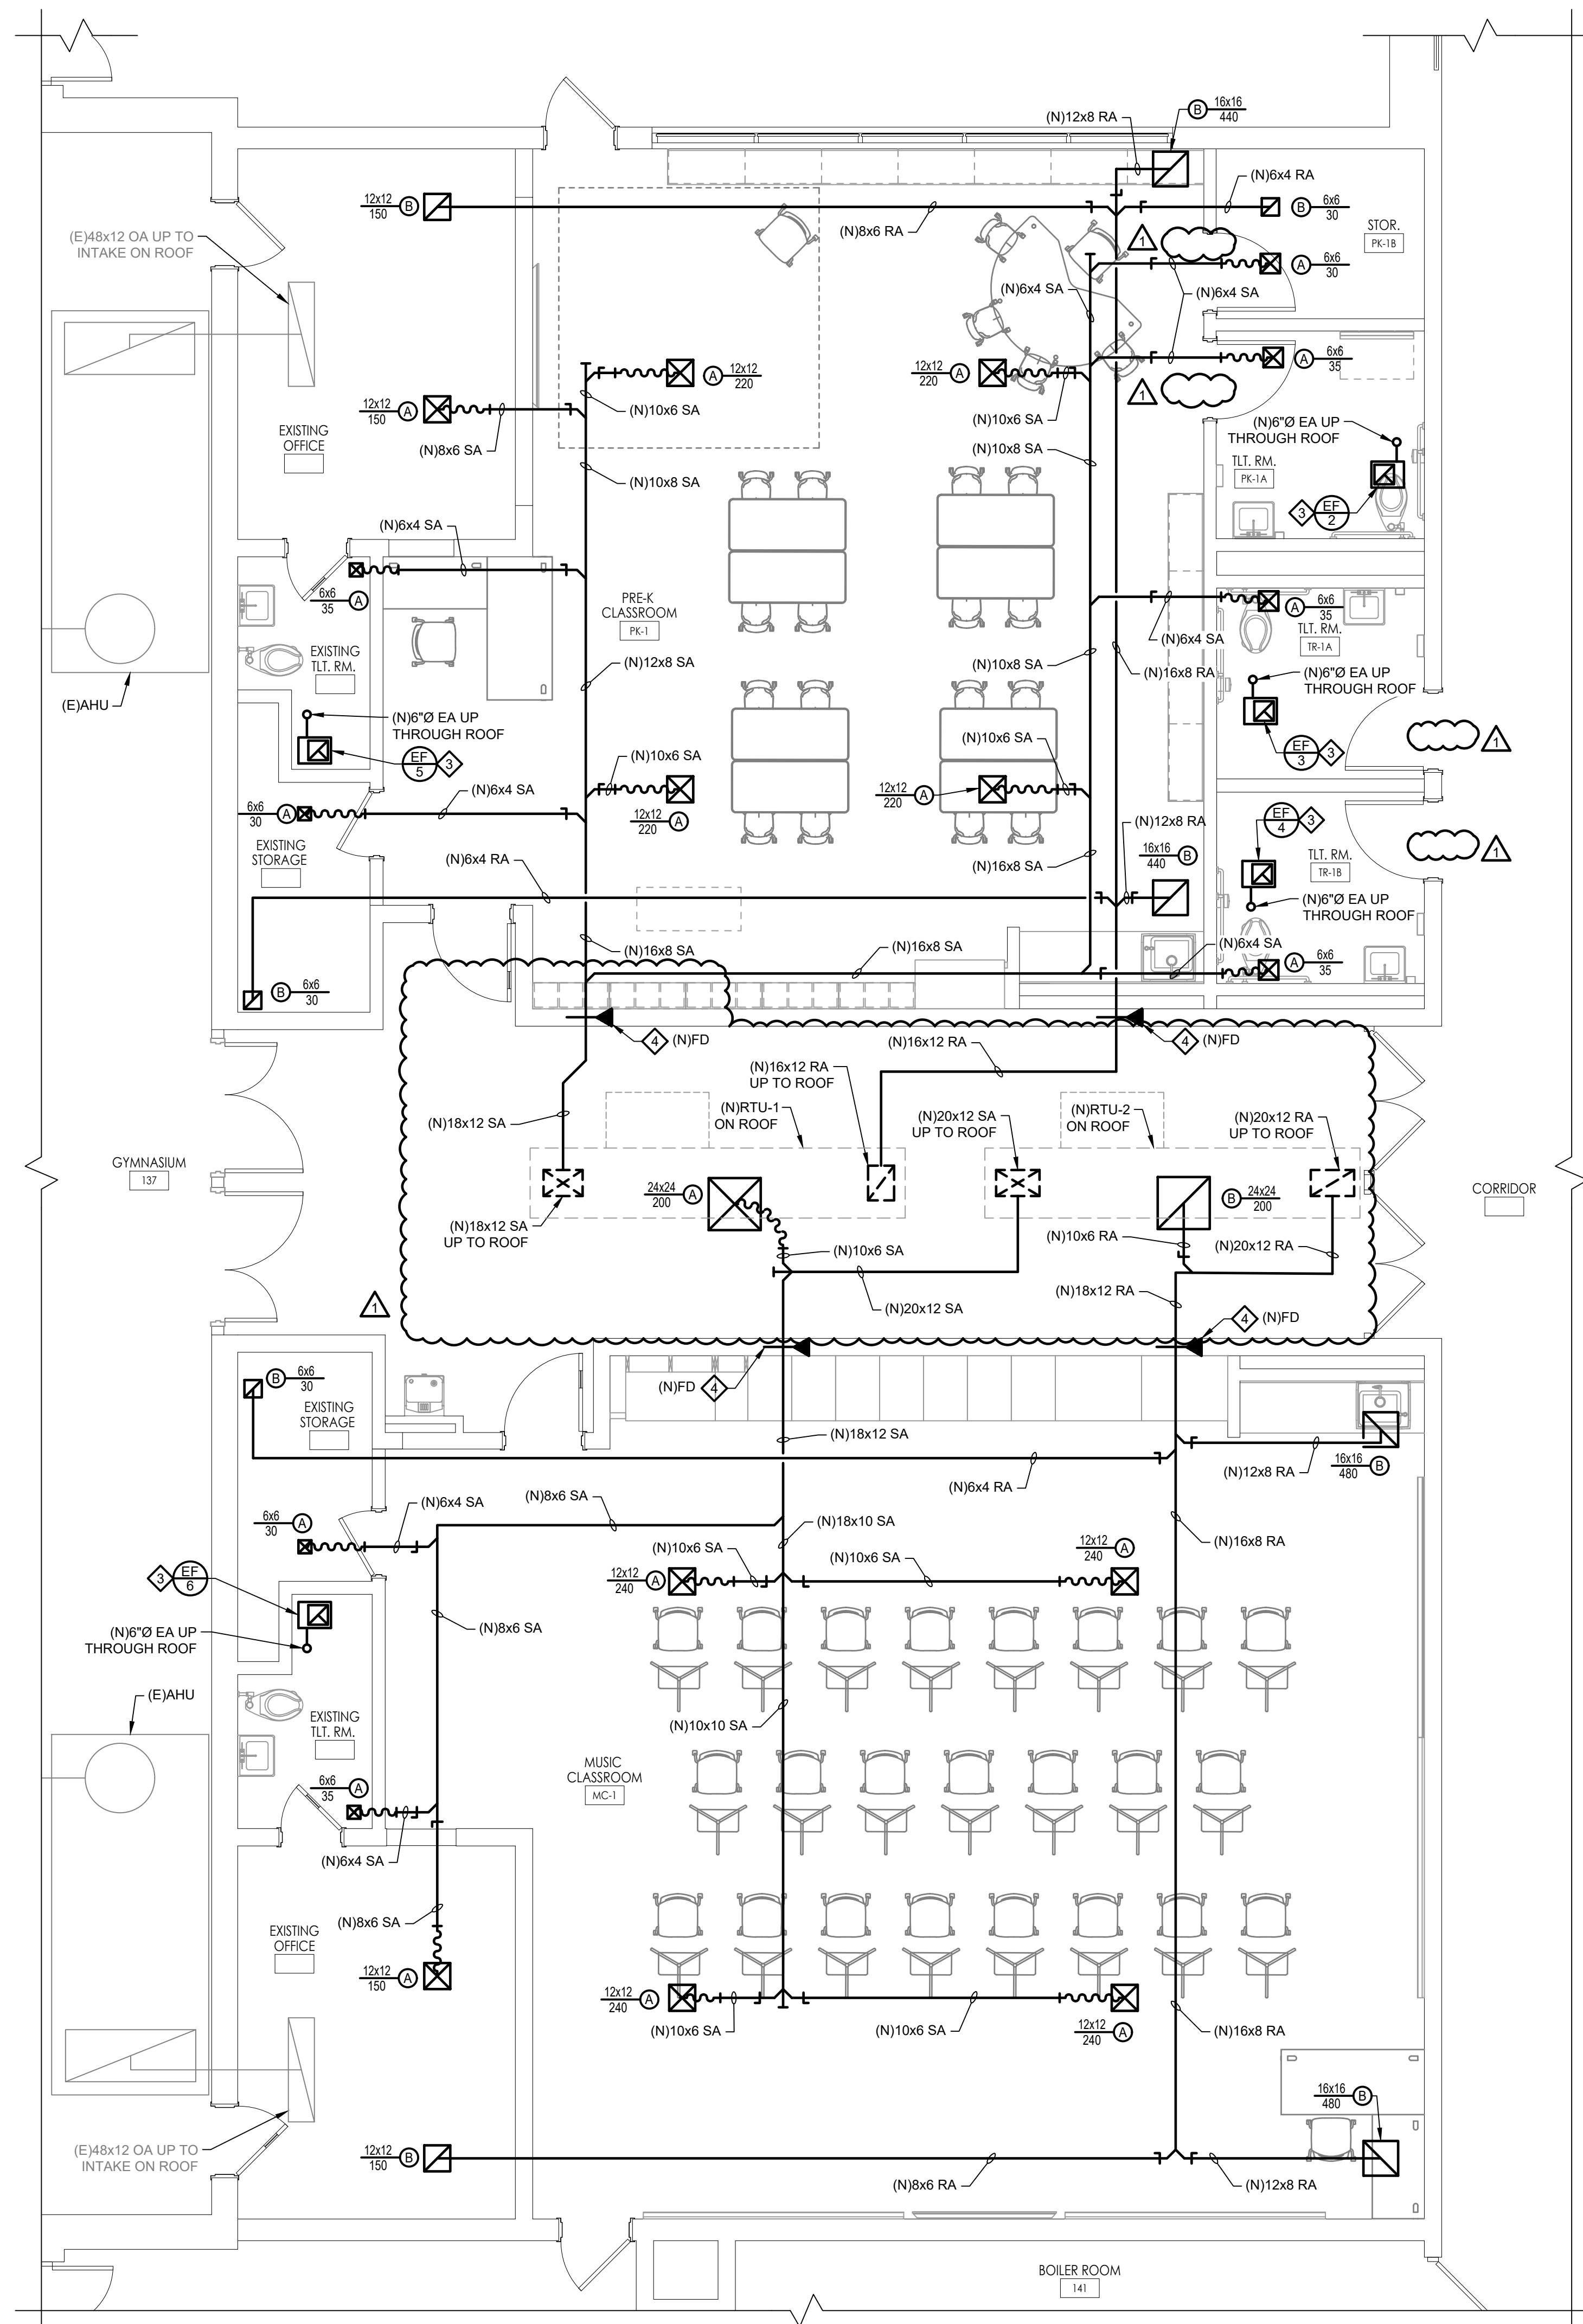 (N)12x8 RA
B
16x16
440
12x12
150
B
(N)8x6 RA
(N)6x4 RA
B
6x6
30
STOR.
PK-1B
(E)48x12 OA UP TO
INTAKE ON ROOF
1
A
6x6
30
(N)6x4 SA
(N)6x4 SA
A
6x6
35
1
12x12
220
A
A
12x12
220
12x12
150
A
(N)10x6 SA
(N)10x6 SA
(N)8x6 SA
EXISTING
OFFICE
(N)10x8 SA
(N)10x8 SA
(N)6"Ø EA UP
THROUGH ROOF
TLT. RM.
PK-1A
3
EF
2
(N)6x4 SA
6x6
35
A
PRE-K
CLASSROOM
PK-1
A
6x6
35
TLT. RM.
TR-1A
(N)6x4 SA
EXISTING
TLT. RM.
(N)12x8 SA
(N)10x8 SA
(N)16x8 RA
(N)6"Ø EA UP
THROUGH ROOF
(E)AHU
(N)6"Ø EA UP
THROUGH ROOF
EF
5
3
(N)10x6 SA
(N)10x6 SA
EF
3
3
1
(N)6x4 SA
12x12
220
A
6x6
30
A
12x12
220
A
(N)12x8 RA
EF
4
3
1
EXISTING
STORAGE
(N)6x4 RA
(N)16x8 SA
16x16
440
B
TLT. RM.
TR-1B
(N)6"Ø EA UP
THROUGH ROOF
(N)16x8 SA
(N)16x8 SA
(N)6x4 SA
A
6x6
35
B
6x6
30
4
(N)FD
4
(N)FD
(N)16x12 RA
(N)16x12 RA
UP TO ROOF
(N)18x12 SA
(N)RTU-1
ON ROOF
(N)20x12 SA
UP TO ROOF
(N)RTU-2
ON ROOF
(N)20x12 RA
UP TO ROOF
GYMNASIUM
137
CORRIDOR
24x24
200
A
B
24x24
200
(N)18x12 SA
UP TO ROOF
(N)10x6 SA
(N)10x6 RA
(N)20x12 RA
(N)20x12 SA
(N)18x12 RA
1
4
(N)FD
(N)FD
4
B
6x6
30
EXISTING
STORAGE
(N)18x12 SA
(N)6x4 RA
(N)12x8 RA
16x16
480
B
(N)6x4 SA
(N)8x6 SA
(N)18x10 SA
(N)16x8 RA
6x6
30
A
(N)10x6 SA
(N)10x6 SA
12x12
240
A
12x12
240
A
3
EF
6
(N)6"Ø EA UP
THROUGH ROOF
(N)8x6 SA
(E)AHU
EXISTING
TLT. RM.
(N)10x10 SA
MUSIC
CLASSROOM
MC-1
6x6
35
A
(N)6x4 SA
(N)8x6 SA
EXISTING
OFFICE
12x12
150
A
12x12
240
A
(N)10x6 SA
(N)10x6 SA
12x12
240
A
(N)16x8 RA
16x16
480
B
(E)48x12 OA UP TO
INTAKE ON ROOF
12x12
150
B
(N)8x6 RA
(N)12x8 RA
BOILER ROOM
141